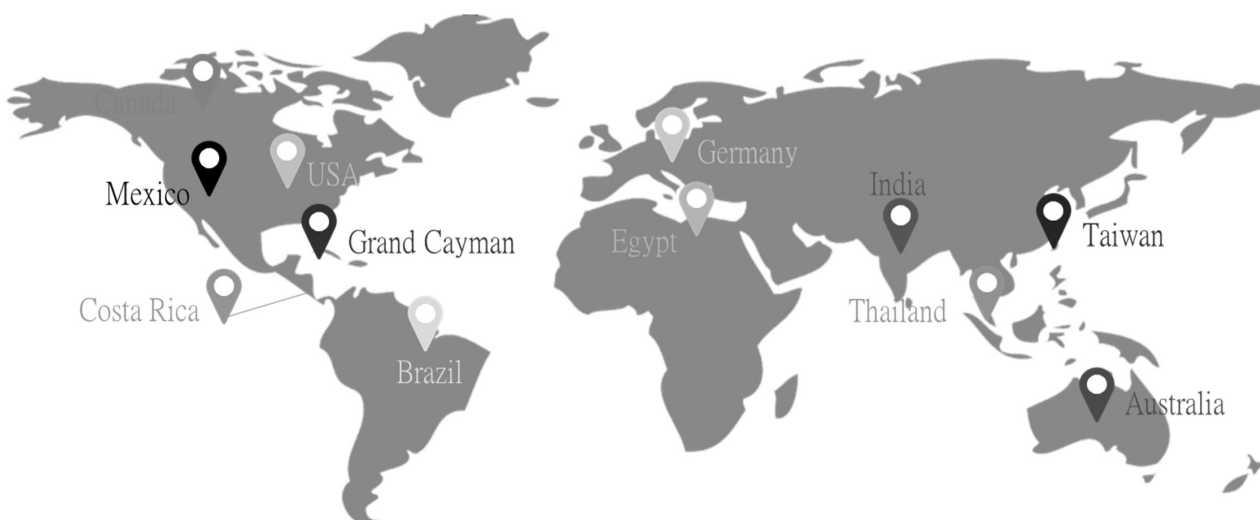 Canada
USA
Mexico
Grand Cayman
Costa Rica
Brazil
Germany
Egypt
India
Taiwan
Thailand
Australia